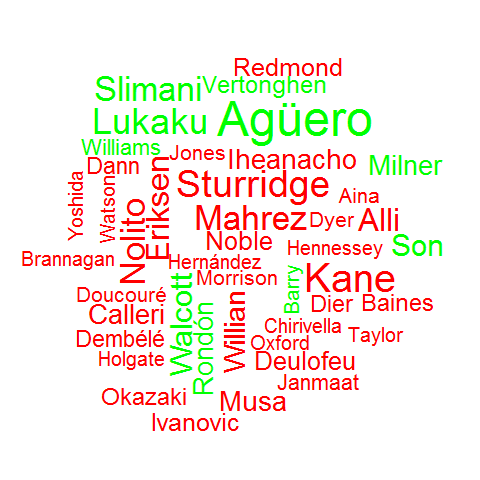 Redmond
Slimani
Vertonghen
Lukaku
Agüero
Williams
Jones
Iheanacho
Dann
Milner
Yoshida
Watson
Eriksen
Sturridge
Aina
Nolito
Mahrez
Dyer
Alli
Noble
Hennessey
Son
Brannagan
Hernández
Morrison
Kane
Doucouré
Walcott
Rondón
Willian
Barry
Dier
Baines
Calleri
Chirivella
Dembélé
Oxford
Taylor
Holgate
Deulofeu
Janmaat
Okazaki
Musa
Ivanovic